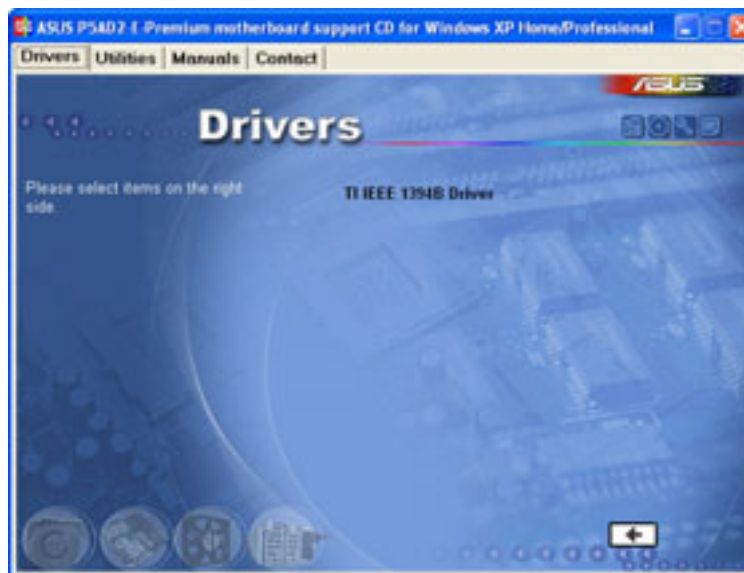 ASUS P5AD2-E-Premium motherboard support CD for Windows XP Home/Professional
Drivers Utilities Manuals Contact
ASUS
Drivers
Please select items on the right
side.
TI IEEE 1394B Driver